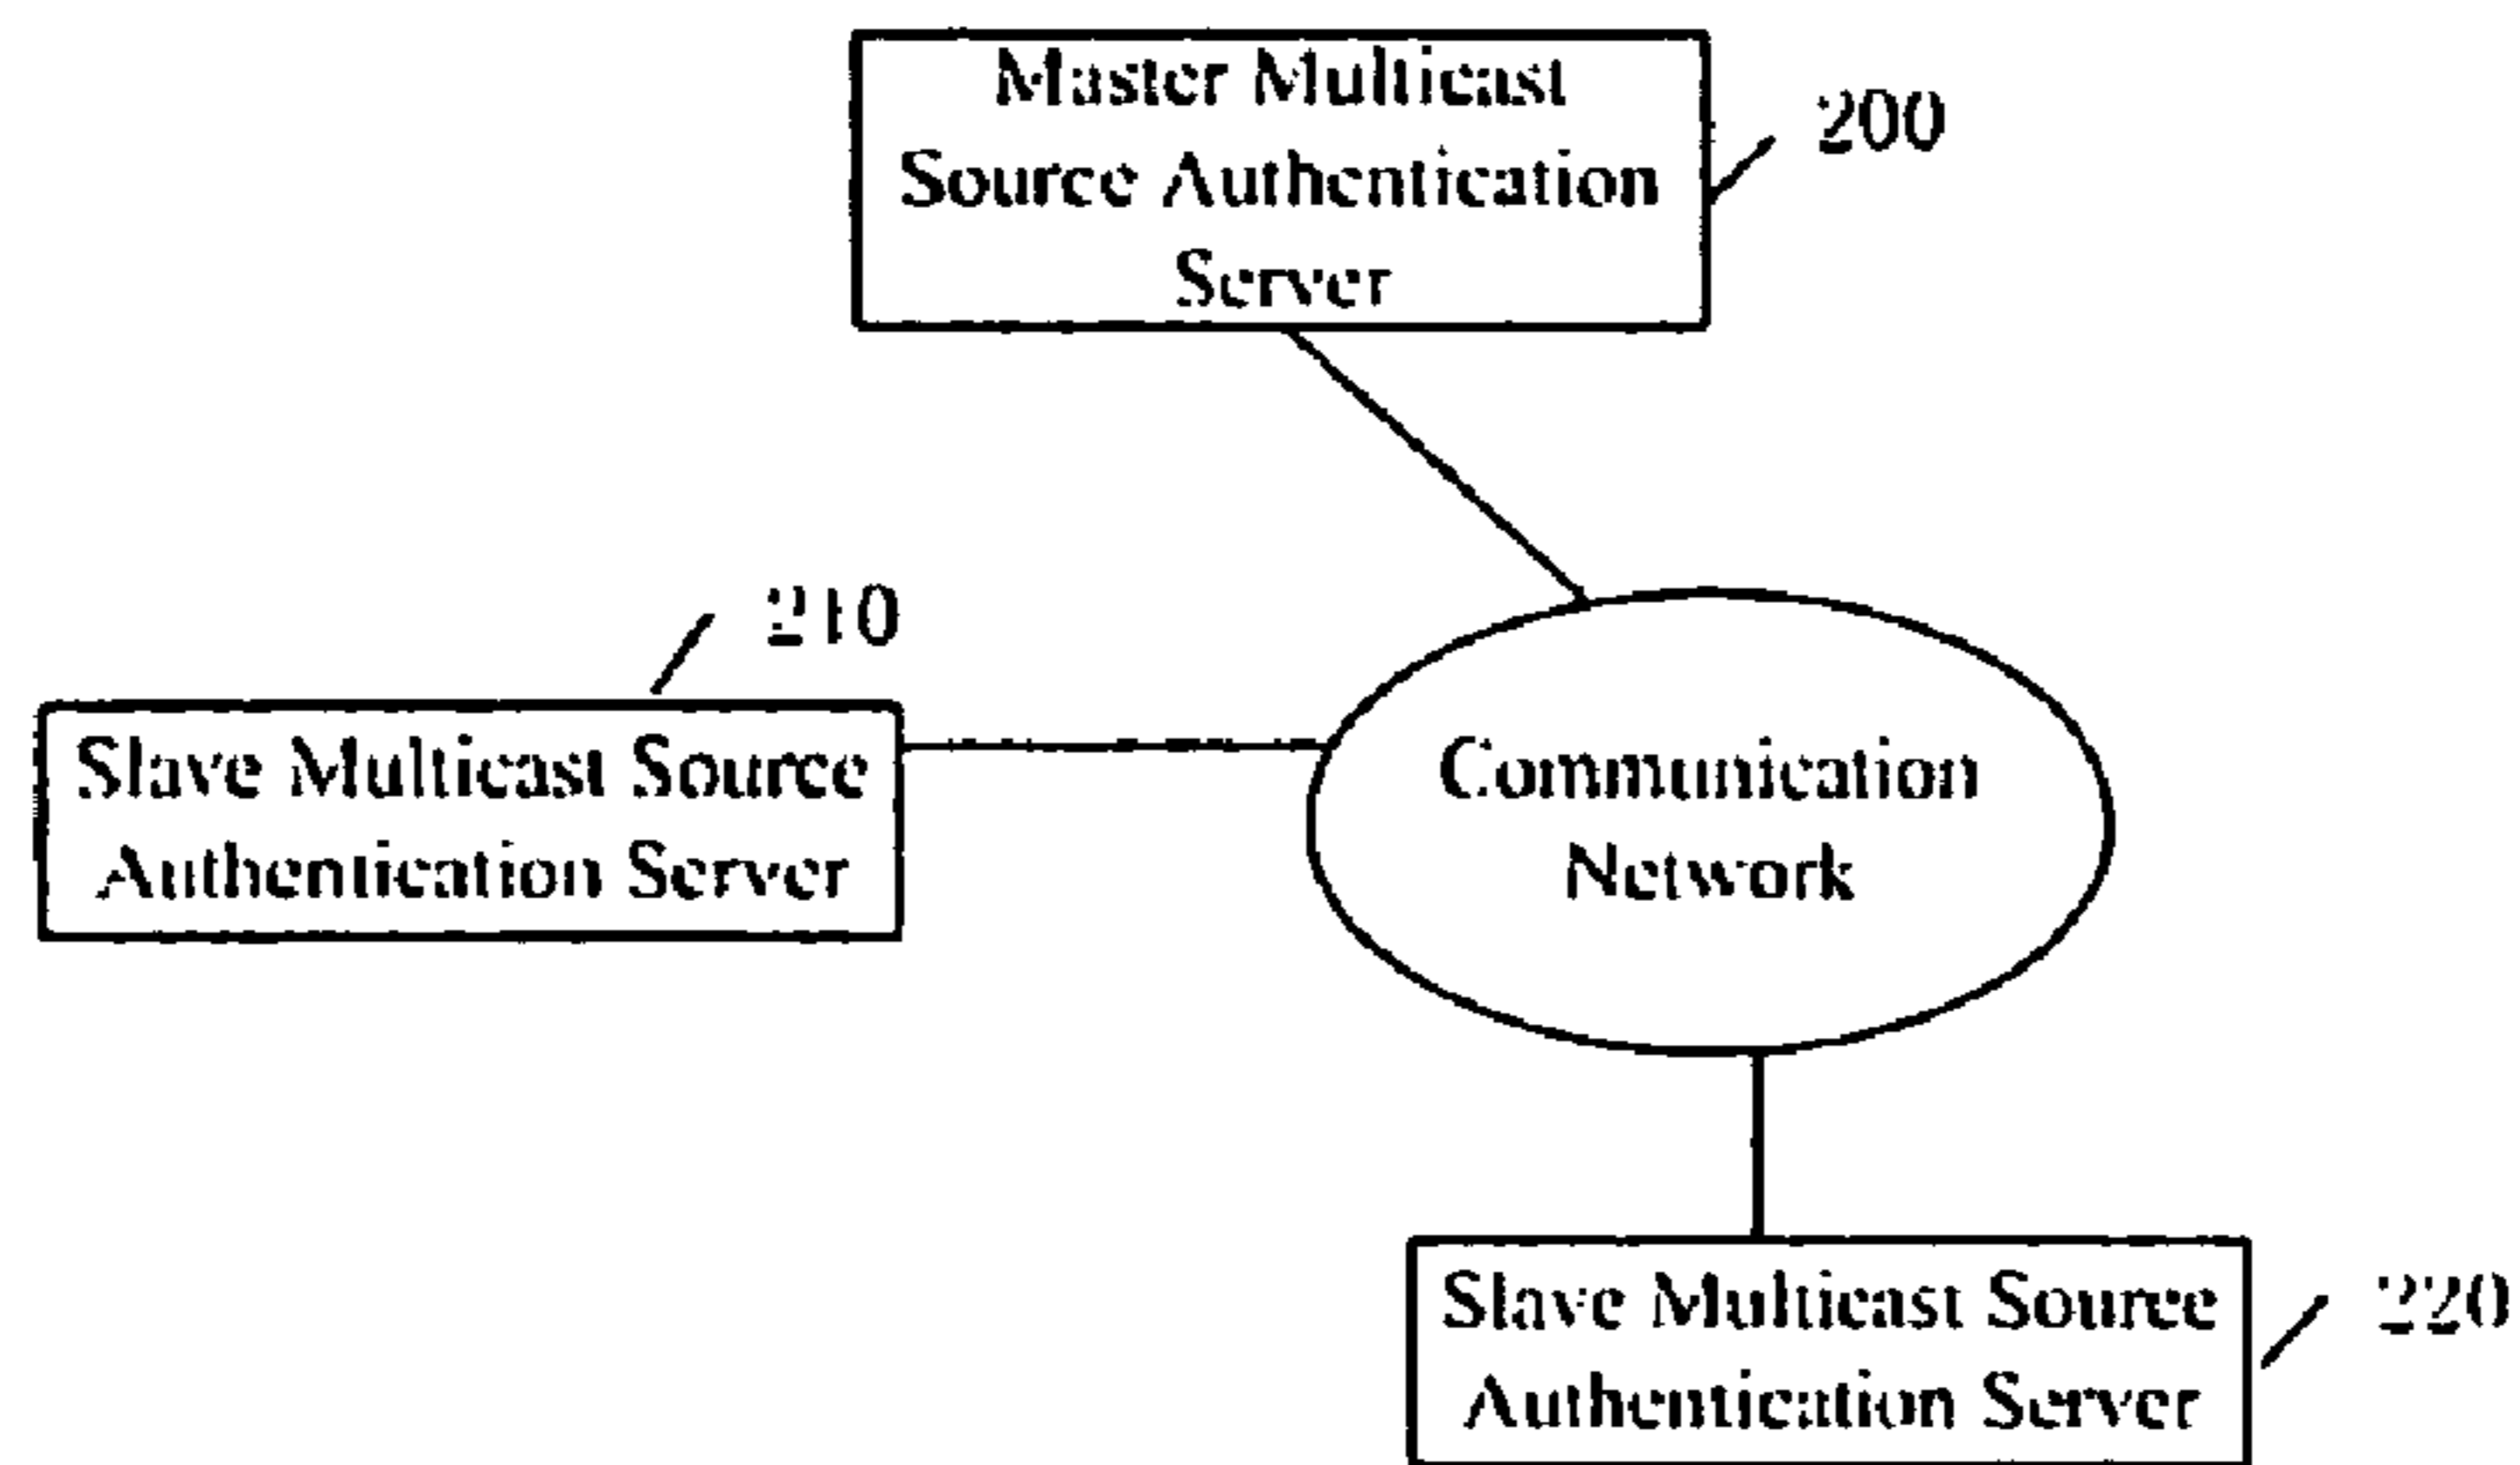 Master Multicast
Source Authentication
Server
200
210
Slave Multicast Source
Authentication Server
Communication
Network
Slave Multicast Source
Authentication Server
220